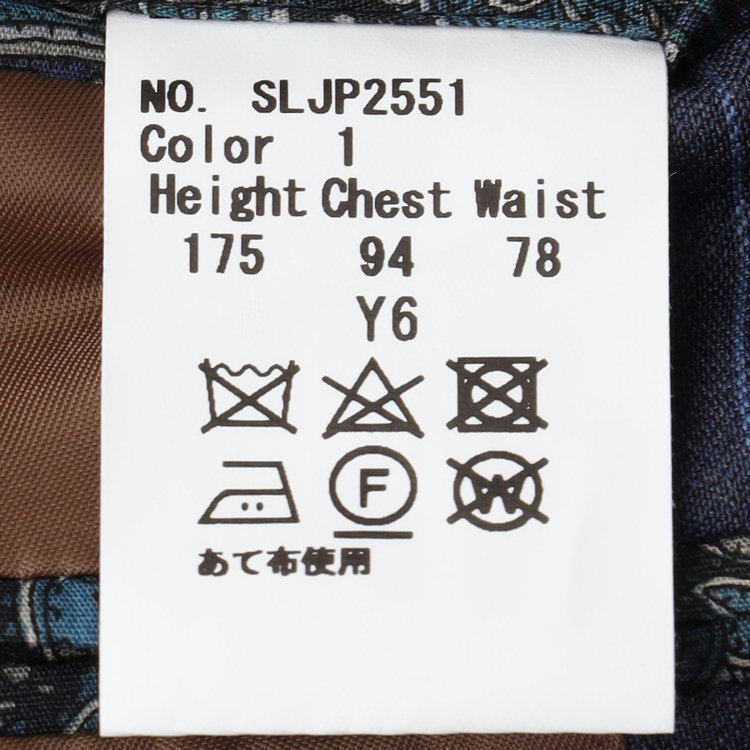 NO. SLJP2551
Color 1
Height Chest Waist
175 94 78
Y6
F W
あて布使用